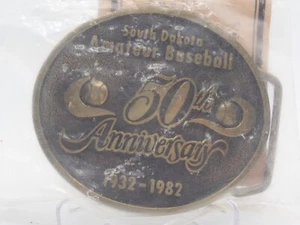 South Dakota
Amateur Baseball
50th
Anniversary
1932-1982